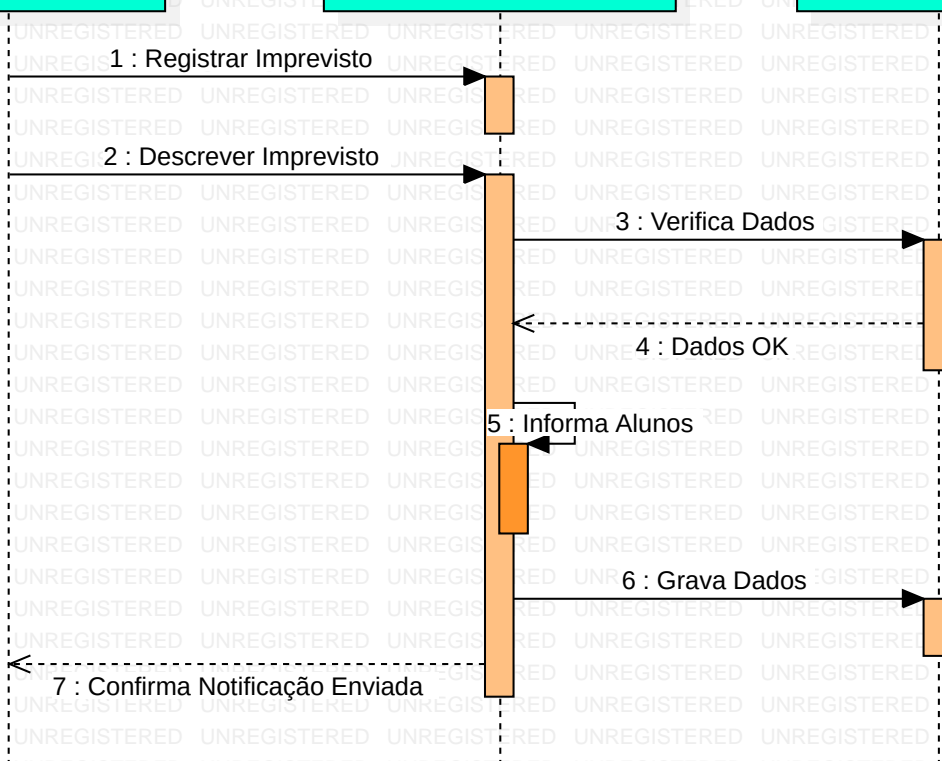 1 : Registrar Imprevisto
2 : Descrever Imprevisto
3 : Verifica Dados
4 : Dados OK
5 : Informa Alunos
6 : Grava Dados
7 : Confirma Notificação Enviada
UNREGISTERED